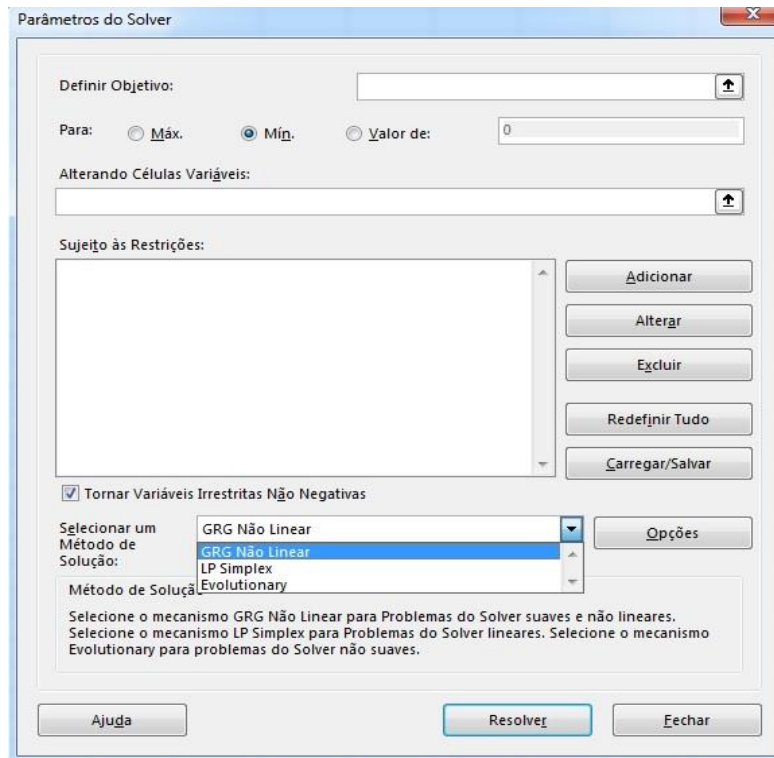 Parâmetros do Solver
Definir Objetivo:
Para: Máx. Mín. Valor de: 0
Alterando Células Variáveis:
Sujeito às Restrições:
Adicionar
Alterar
Excluir
Redefinir Tudo
Carregar/Salvar
Tornar Variáveis Irrestritas Não Negativas
Selecionar um
Método de
Solução:
GRG Não Linear
Opções
GRG Não Linear
LP Simplex
Evolutionary
Método de Soluçã
Selecione o mecanismo GRG Não Linear para Problemas do Solver suaves e não lineares.
Selecione o mecanismo LP Simplex para Problemas do Solver lineares. Selecione o mecanismo
Evolutionary para problemas do Solver não suaves.
Ajuda Resolver Fechar